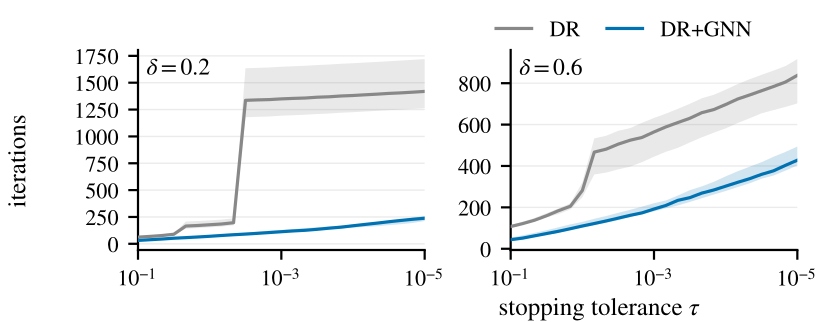 DR DR+GNN
δ = 0.2
1750
1500
1250
1000
750
500
250
0
10⁻¹ 10⁻³ 10⁻⁵
iterations
δ = 0.6
800
600
400
200
0
10⁻¹ 10⁻³ 10⁻⁵
stopping tolerance τ